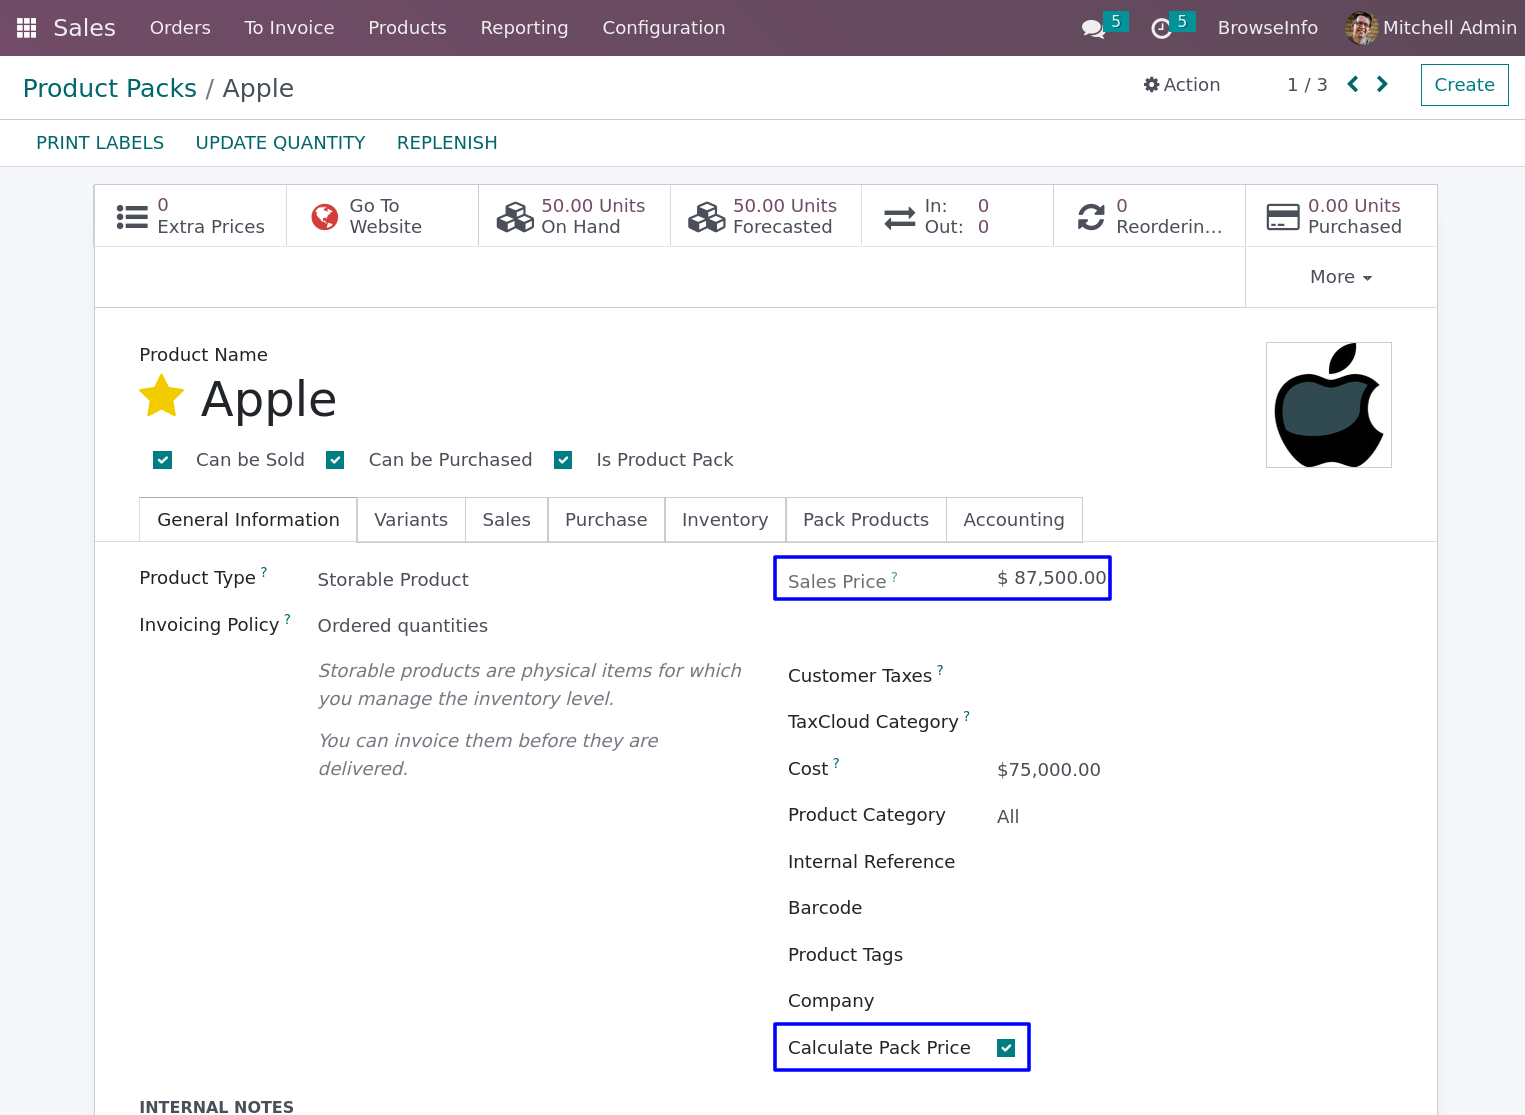 Sales Orders To Invoice Products Reporting Configuration 5 5 BrowseInfo Mitchell Admin
Product Packs / Apple Action 1 / 3 Create
PRINT LABELS UPDATE QUANTITY REPLENISH
0
Extra Prices
Go To
Website
50.00 Units
On Hand
50.00 Units
Forecasted
In: 0
Out: 0
0
Reorderin...
0.00 Units
Purchased
More
Product Name
Apple
Can be Sold Can be Purchased Is Product Pack
General Information Variants Sales Purchase Inventory Pack Products Accounting
Product Type ? Storable Product
Invoicing Policy ? Ordered quantities
Storable products are physical items for which
you manage the inventory level.
You can invoice them before they are
delivered.
Sales Price ? $ 87,500.00
Customer Taxes ?
TaxCloud Category ?
Cost ? $75,000.00
Product Category All
Internal Reference
Barcode
Product Tags
Company
Calculate Pack Price
INTERNAL NOTES